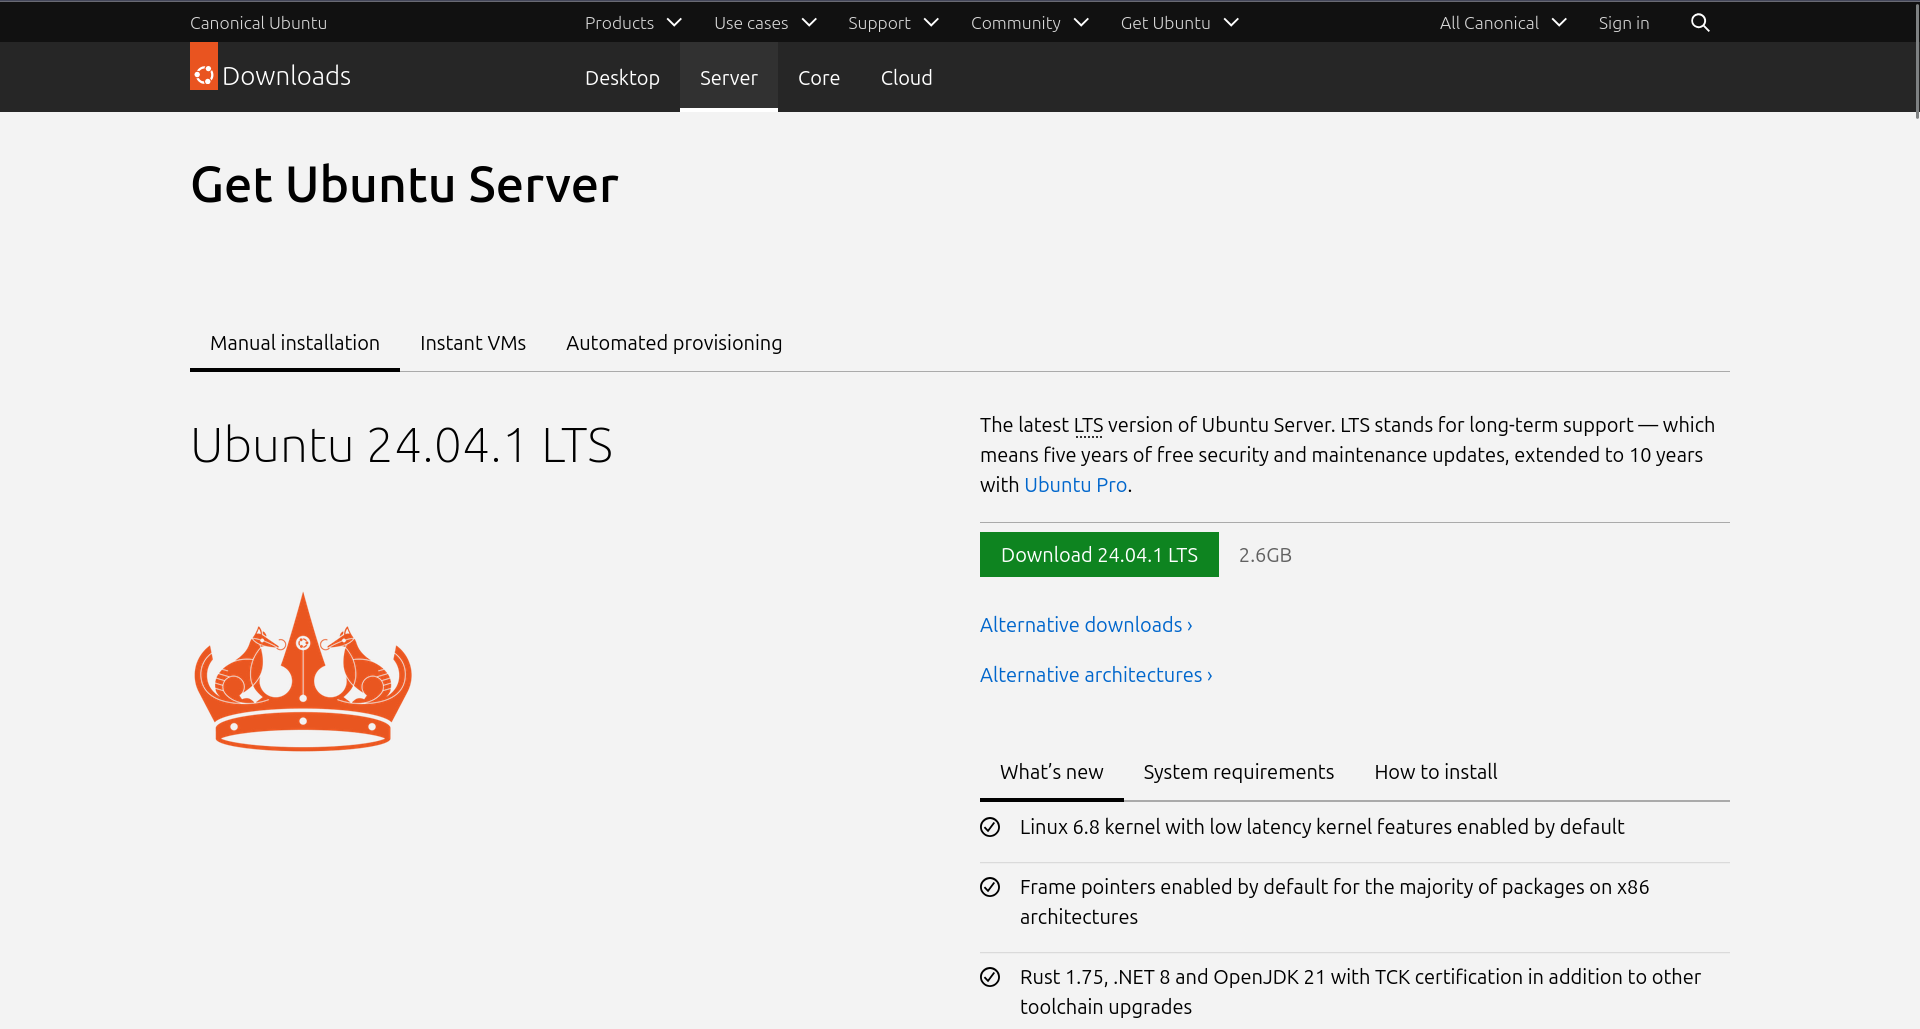 Canonical Ubuntu
Products
Use cases
Support
Community
Get Ubuntu
All Canonical
Sign in
Downloads
Desktop
Server
Core
Cloud
Get Ubuntu Server
Manual installation
Instant VMs
Automated provisioning
Ubuntu 24.04.1 LTS
The latest LTS version of Ubuntu Server. LTS stands for long-term support — which
means five years of free security and maintenance updates, extended to 10 years
with Ubuntu Pro.
Download 24.04.1 LTS
2.6GB
Alternative downloads ›
Alternative architectures ›
What’s new
System requirements
How to install
Linux 6.8 kernel with low latency kernel features enabled by default
Frame pointers enabled by default for the majority of packages on x86
architectures
Rust 1.75, .NET 8 and OpenJDK 21 with TCK certification in addition to other
toolchain upgrades